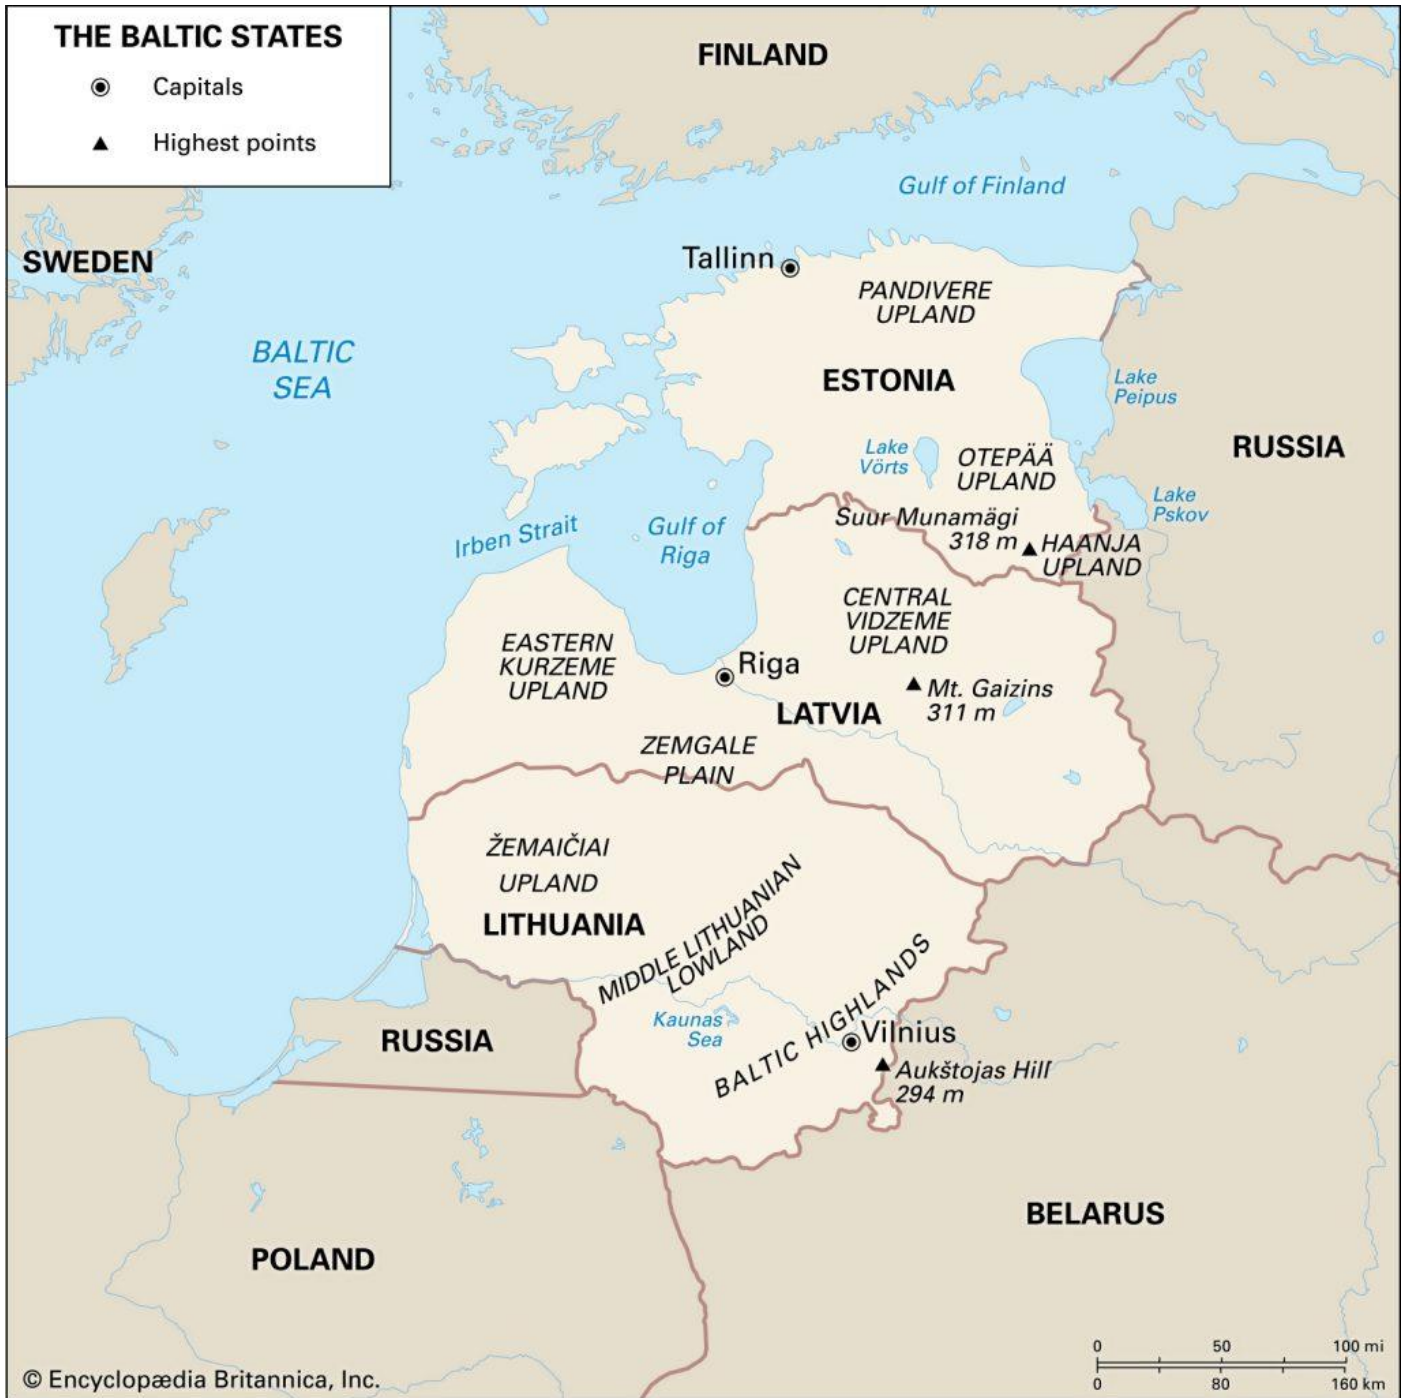 THE BALTIC STATES
Capitals
Highest points
FINLAND
Gulf of Finland
SWEDEN
Tallinn
PANDIVERE
UPLAND
BALTIC
SEA
ESTONIA
Lake
Peipus
RUSSIA
Lake
Vörts
OTEPÄÄ
UPLAND
Lake
Pskov
Suur Munamägi
318 m
HAANJA
UPLAND
Irben Strait
Gulf of
Riga
CENTRAL
VIDZEME
UPLAND
EASTERN
KURZEME
UPLAND
Riga
Mt. Gaizins
311 m
LATVIA
ZEMGALE
PLAIN
ŽEMAIČIAI
UPLAND
LITHUANIA
MIDDLE LITHUANIAN
LOWLAND
BALTIC HIGHLANDS
Kaunas
Sea
Vilnius
RUSSIA
Aukštojas Hill
294 m
BELARUS
POLAND
0 50 100 mi
0 80 160 km
© Encyclopædia Britannica, Inc.